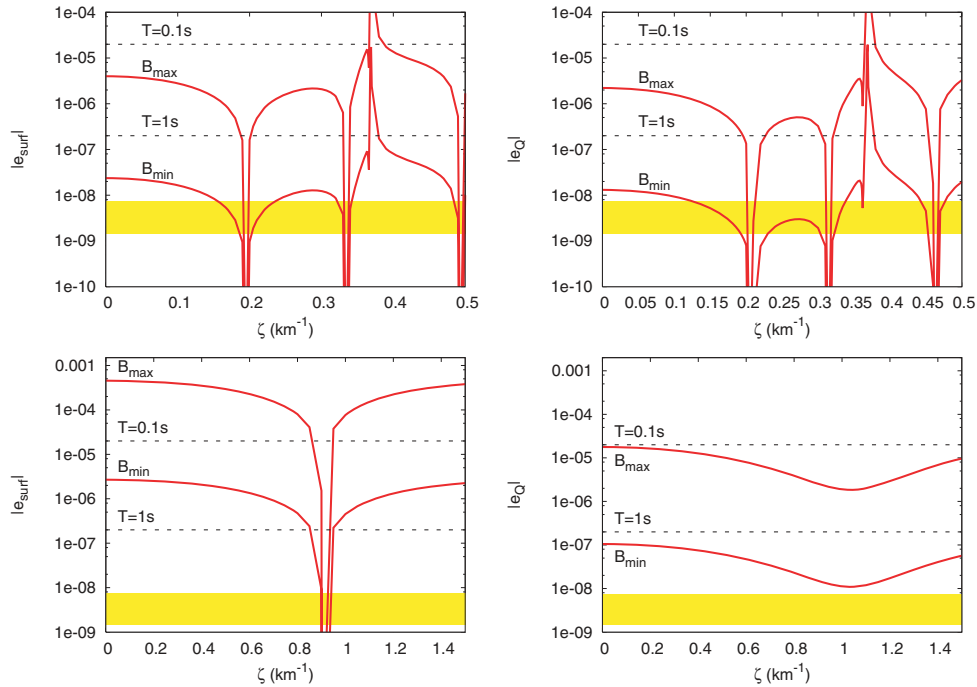 1e-04
T=0.1s
1e-05
B_max
1e-06
T=1s
1e-07
B_min
1e-08
1e-09
1e-10
0 0.1 0.2 0.3 0.4 0.5
ζ (km⁻¹)
|e_surf|
1e-04
T=0.1s
1e-05
B_max
1e-06
T=1s
1e-07
B_min
1e-08
1e-09
1e-10
0 0.05 0.1 0.15 0.2 0.25 0.3 0.35 0.4 0.45 0.5
ζ (km⁻¹)
|e_Q|
0.001
B_max
1e-04
T=0.1s
1e-05
B_min
1e-06
T=1s
1e-07
1e-08
1e-09
0 0.2 0.4 0.6 0.8 1 1.2 1.4
ζ (km⁻¹)
|e_surf|
0.001
1e-04
T=0.1s
1e-05
B_max
1e-06
T=1s
1e-07
B_min
1e-08
1e-09
0 0.2 0.4 0.6 0.8 1 1.2 1.4
ζ (km⁻¹)
|e_Q|